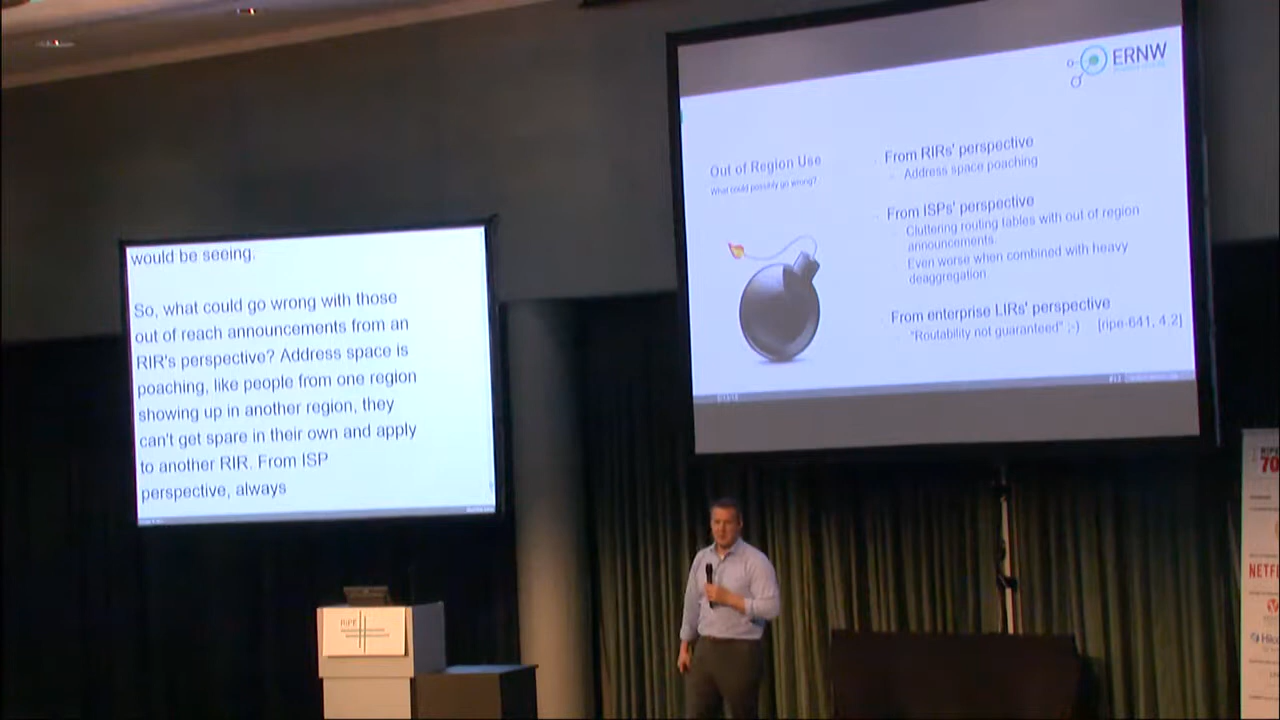 would be seeing.
So, what could go wrong with those
out of reach announcements from an
RIR's perspective? Address space is
poaching, like people from one region
showing up in another region, they
can't get spare in their own and apply
to another RIR. From ISP
perspective, always
ERNW
Out of Region Use
What could possibly go wrong?
From RIRs' perspective
Address space poaching
From ISPs' perspective
Cluttering routing tables with out of region
announcements.
Even worse when combined with heavy
deaggregation
From enterprise LIRs' perspective
"Routability not guaranteed" ;-) [ripe-641, 4.2]
RIPE
RIPE
70
NETFL